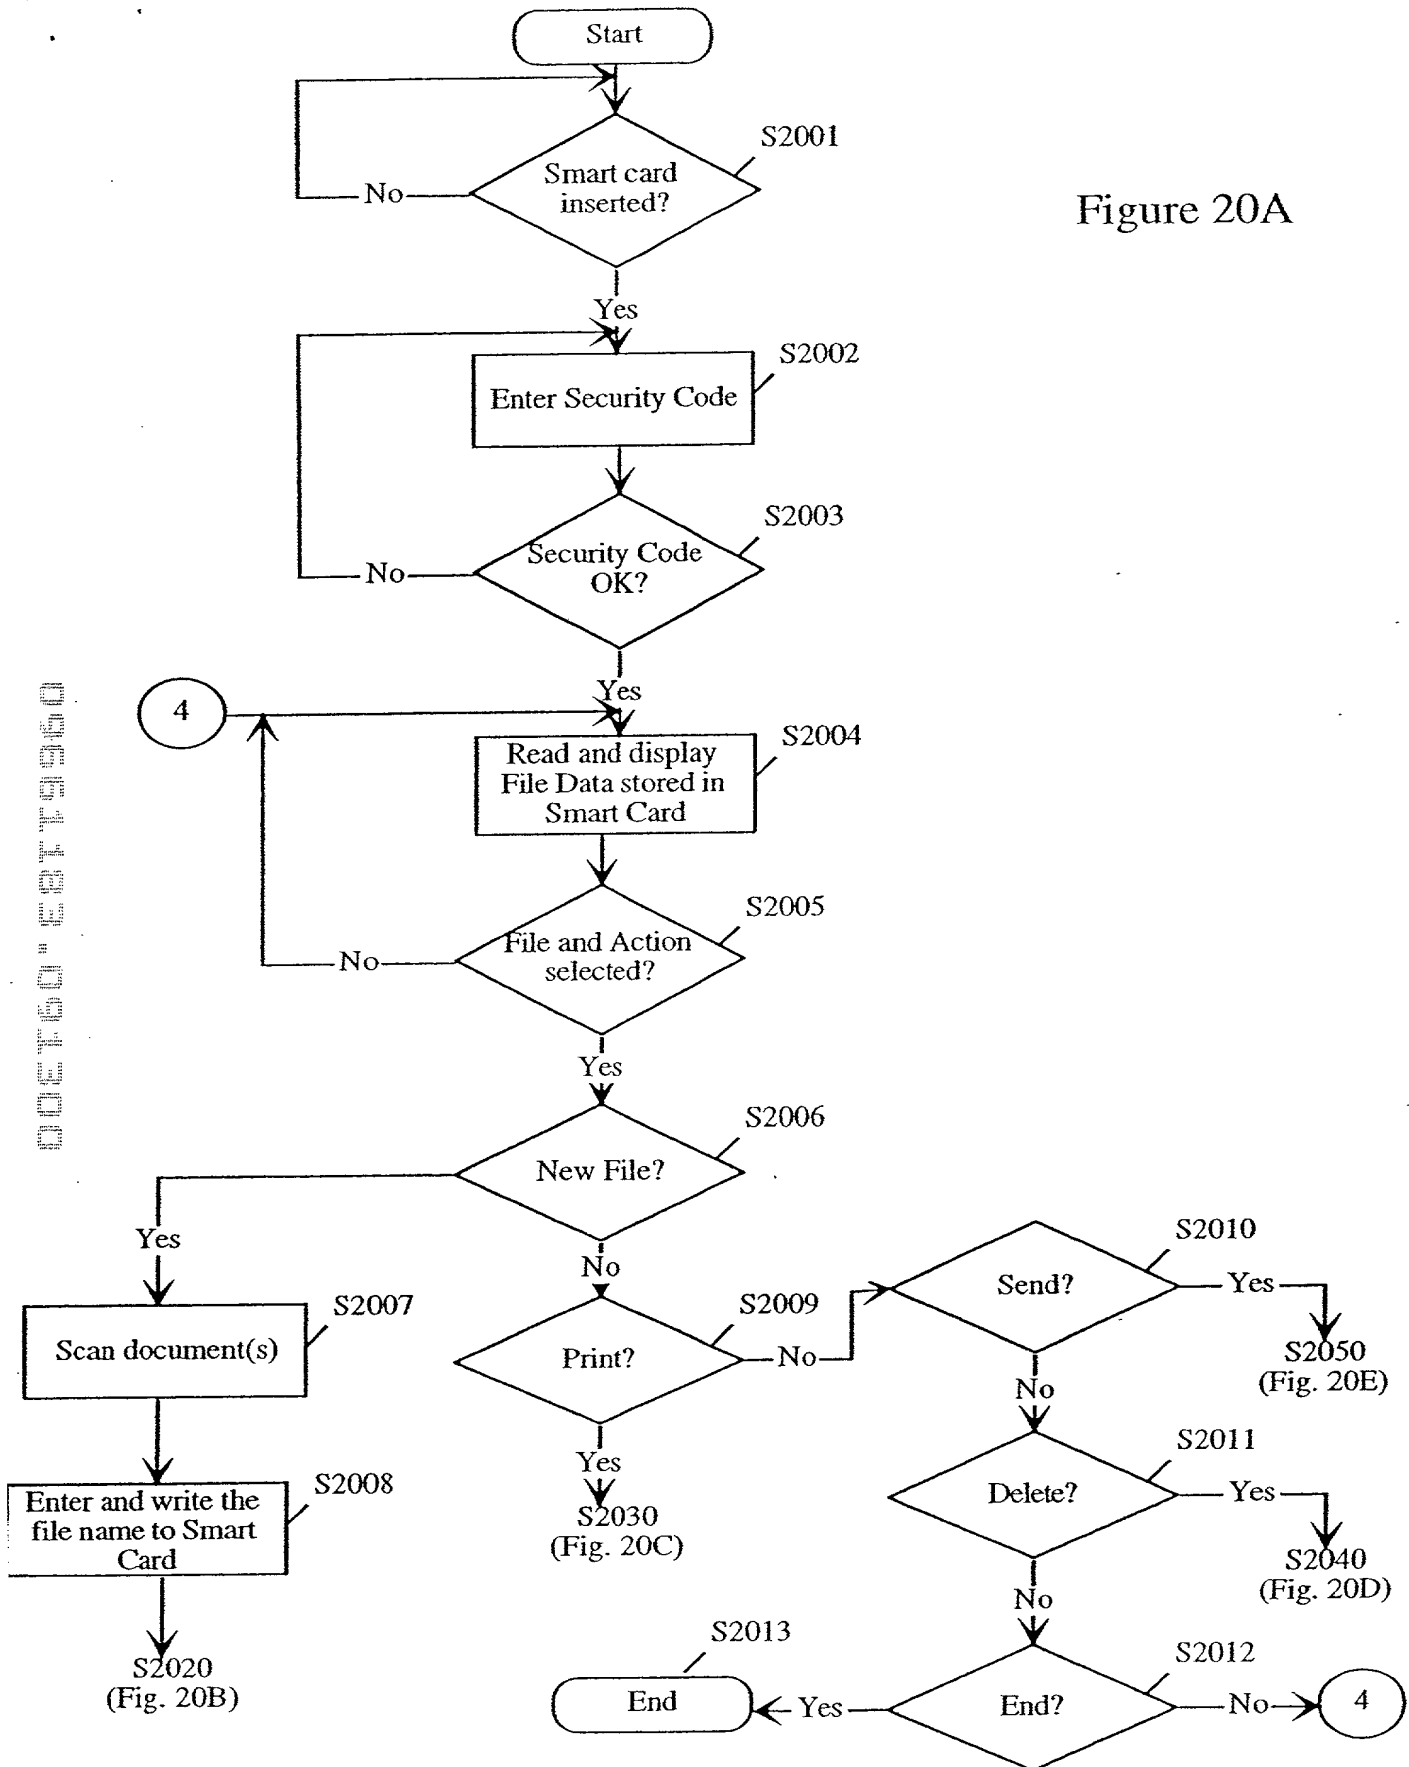 Start
S2001
Smart card
inserted?
No
Figure 20A
Yes
S2002
Enter Security Code
S2003
Security Code
OK?
No
Yes
4
S2004
Read and display
File Data stored in
Smart Card
S2005
File and Action
selected?
No
Yes
S2006
New File?
Yes
No
S2007
Scan document(s)
S2008
Enter and write the
file name to Smart
Card
S2020
(Fig. 20B)
S2009
Print?
No
Yes
S2030
(Fig. 20C)
S2010
Send?
Yes
S2050
(Fig. 20E)
No
S2011
Delete?
Yes
S2040
(Fig. 20D)
No
S2012
End?
No
4
Yes
S2013
End